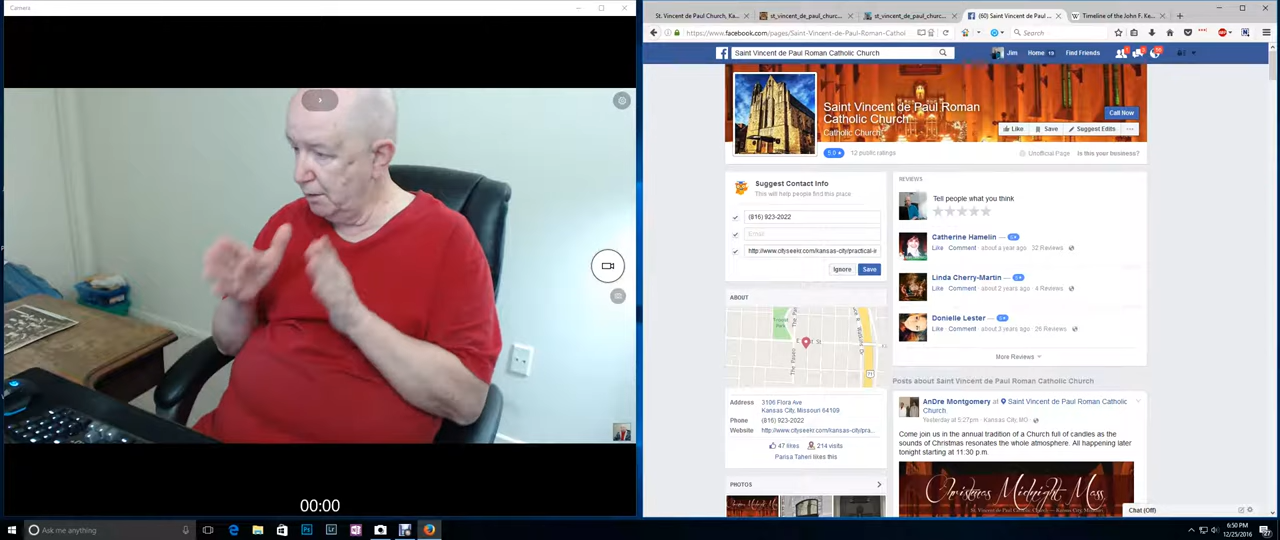 Camera
00:00
St. Vincent de Paul Church, Ka...
st_vincent_de_paul_churc...
st_vincent_de_paul_churc...
(60) Saint Vincent de P...
Timeline of the John F. Ke...
https://www.facebook.com/pages/Saint-Vincent-de-Paul-Roman-Cathol
Search
Saint Vincent de Paul Roman Catholic Church
Jim
Home
Find Friends
Saint Vincent de Paul Roman
Catholic Church
Catholic Church
Call Now
Like
Save
Suggest Edits
5.0
12 public ratings
Unofficial Page
Is this your business?
Suggest Contact Info
This will help people find this place
(816) 923-2022
Email
http://www.cityseekr.com/kansas-city/practical-i
Ignore
Save
ABOUT
The Paseo
The Paseo
71
Address
3106 Flora Ave
Kansas City, Missouri 64109
Phone
(816) 923-2022
Website
http://www.cityseekr.com/kansas-city/prac...
47 likes
214 visits
Parisa Taheri likes this
PHOTOS
REVIEWS
Tell people what you think
Catherine Hamelin —
Like Comment about a year ago 32 Reviews
Linda Cherry-Martin —
Like Comment about 2 years ago 4 Reviews
Donielle Lester —
Like Comment about 3 years ago 26 Reviews
More Reviews
Posts about Saint Vincent de Paul Roman Catholic Church
AnDre Montgomery at Saint Vincent de Paul Roman Catholic
Church
Yesterday at 5:27pm · Kansas City, MO
Come join us in the annual tradition of a Church full of candles as the
sounds of Christmas resonates the whole atmosphere. All happening later
tonight starting at 11:30 p.m.
Christmas Midnight Mass
St. Vincent de Paul Catholic Church
Chat (Off)
Ask me anything
6:50 PM
12/25/2016